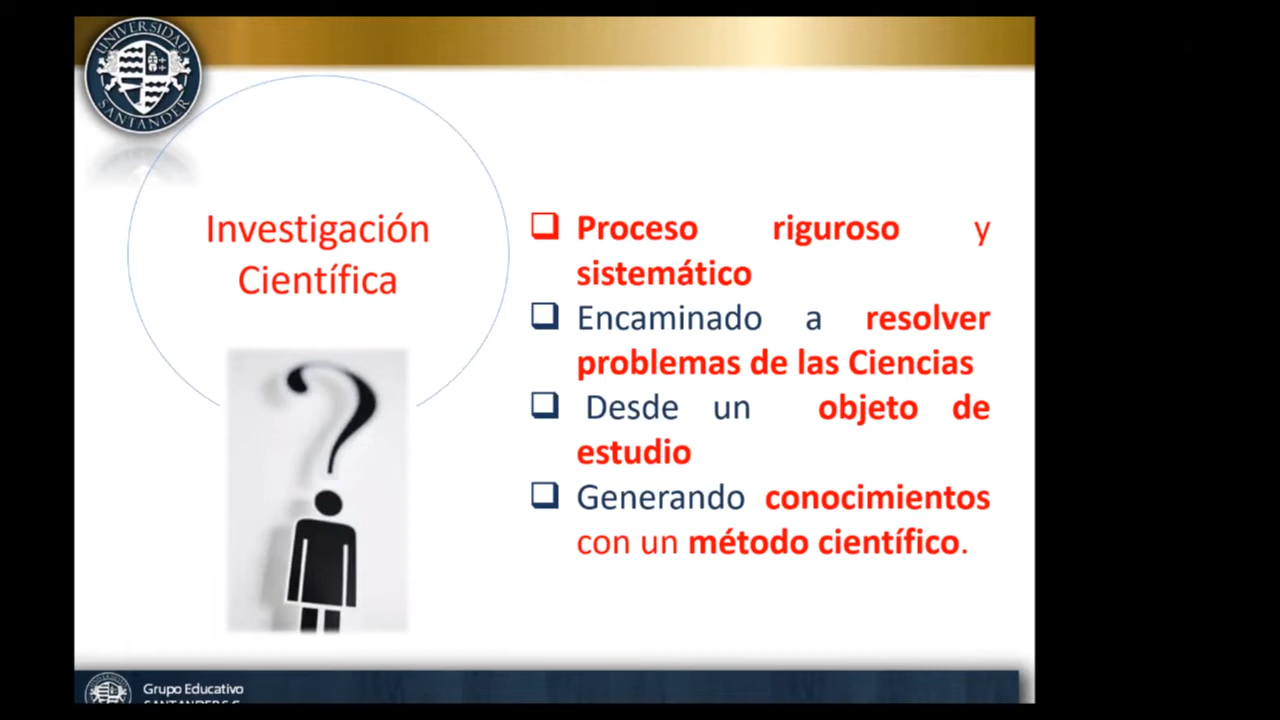 UNIVERSIDAD
SANTANDER
Investigación
Científica
Proceso riguroso y
sistemático
Encaminado a resolver
problemas de las Ciencias
Desde un objeto de
estudio
Generando conocimientos
con un método científico.
Grupo Educativo
SANTANDER S.C.